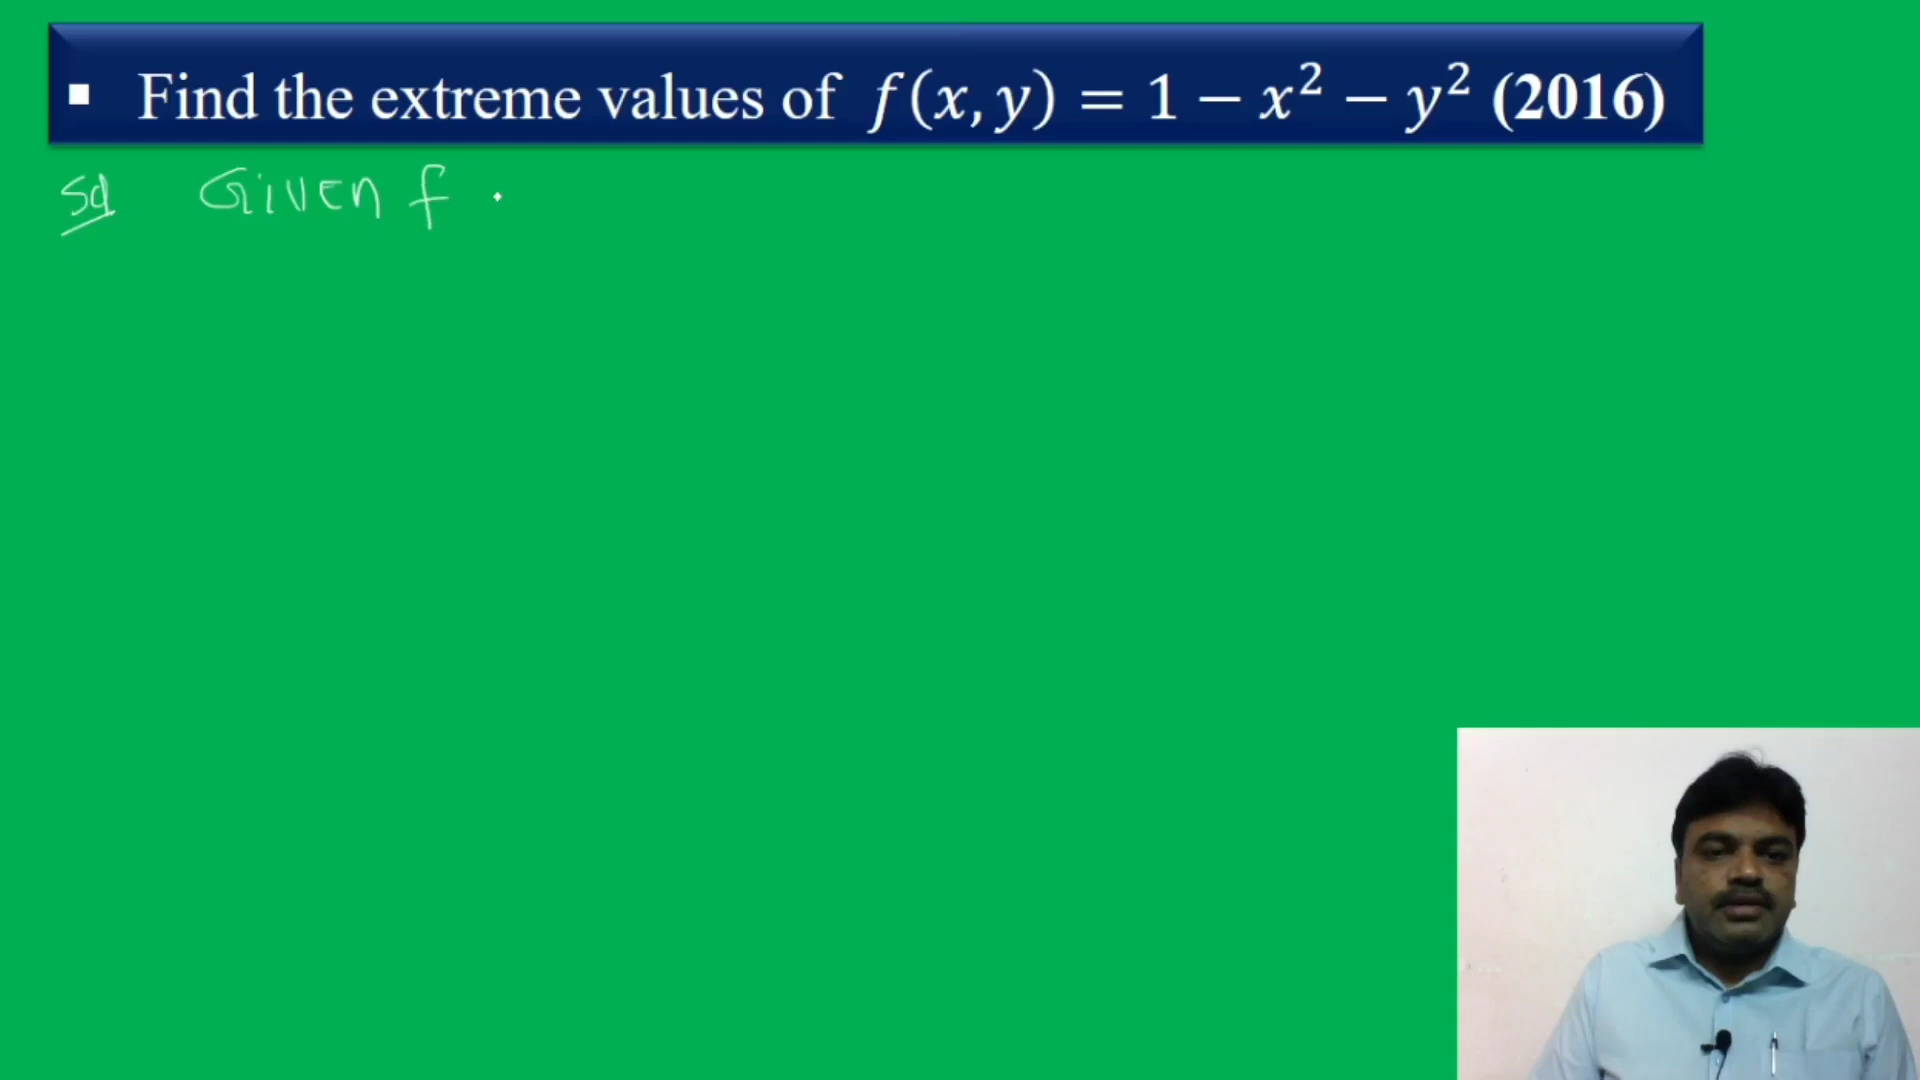 ▪ Find the extreme values of f(x, y) = 1 − x² − y² (2016)
Sol Given f